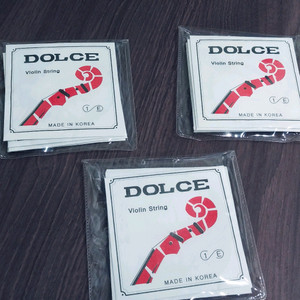 DOLCE
Violin String
1/E
MADE IN KOREA
DOLCE
Violin String
1/E
MADE IN KOREA
DOLCE
Violin String
1/E
MADE IN KOREA